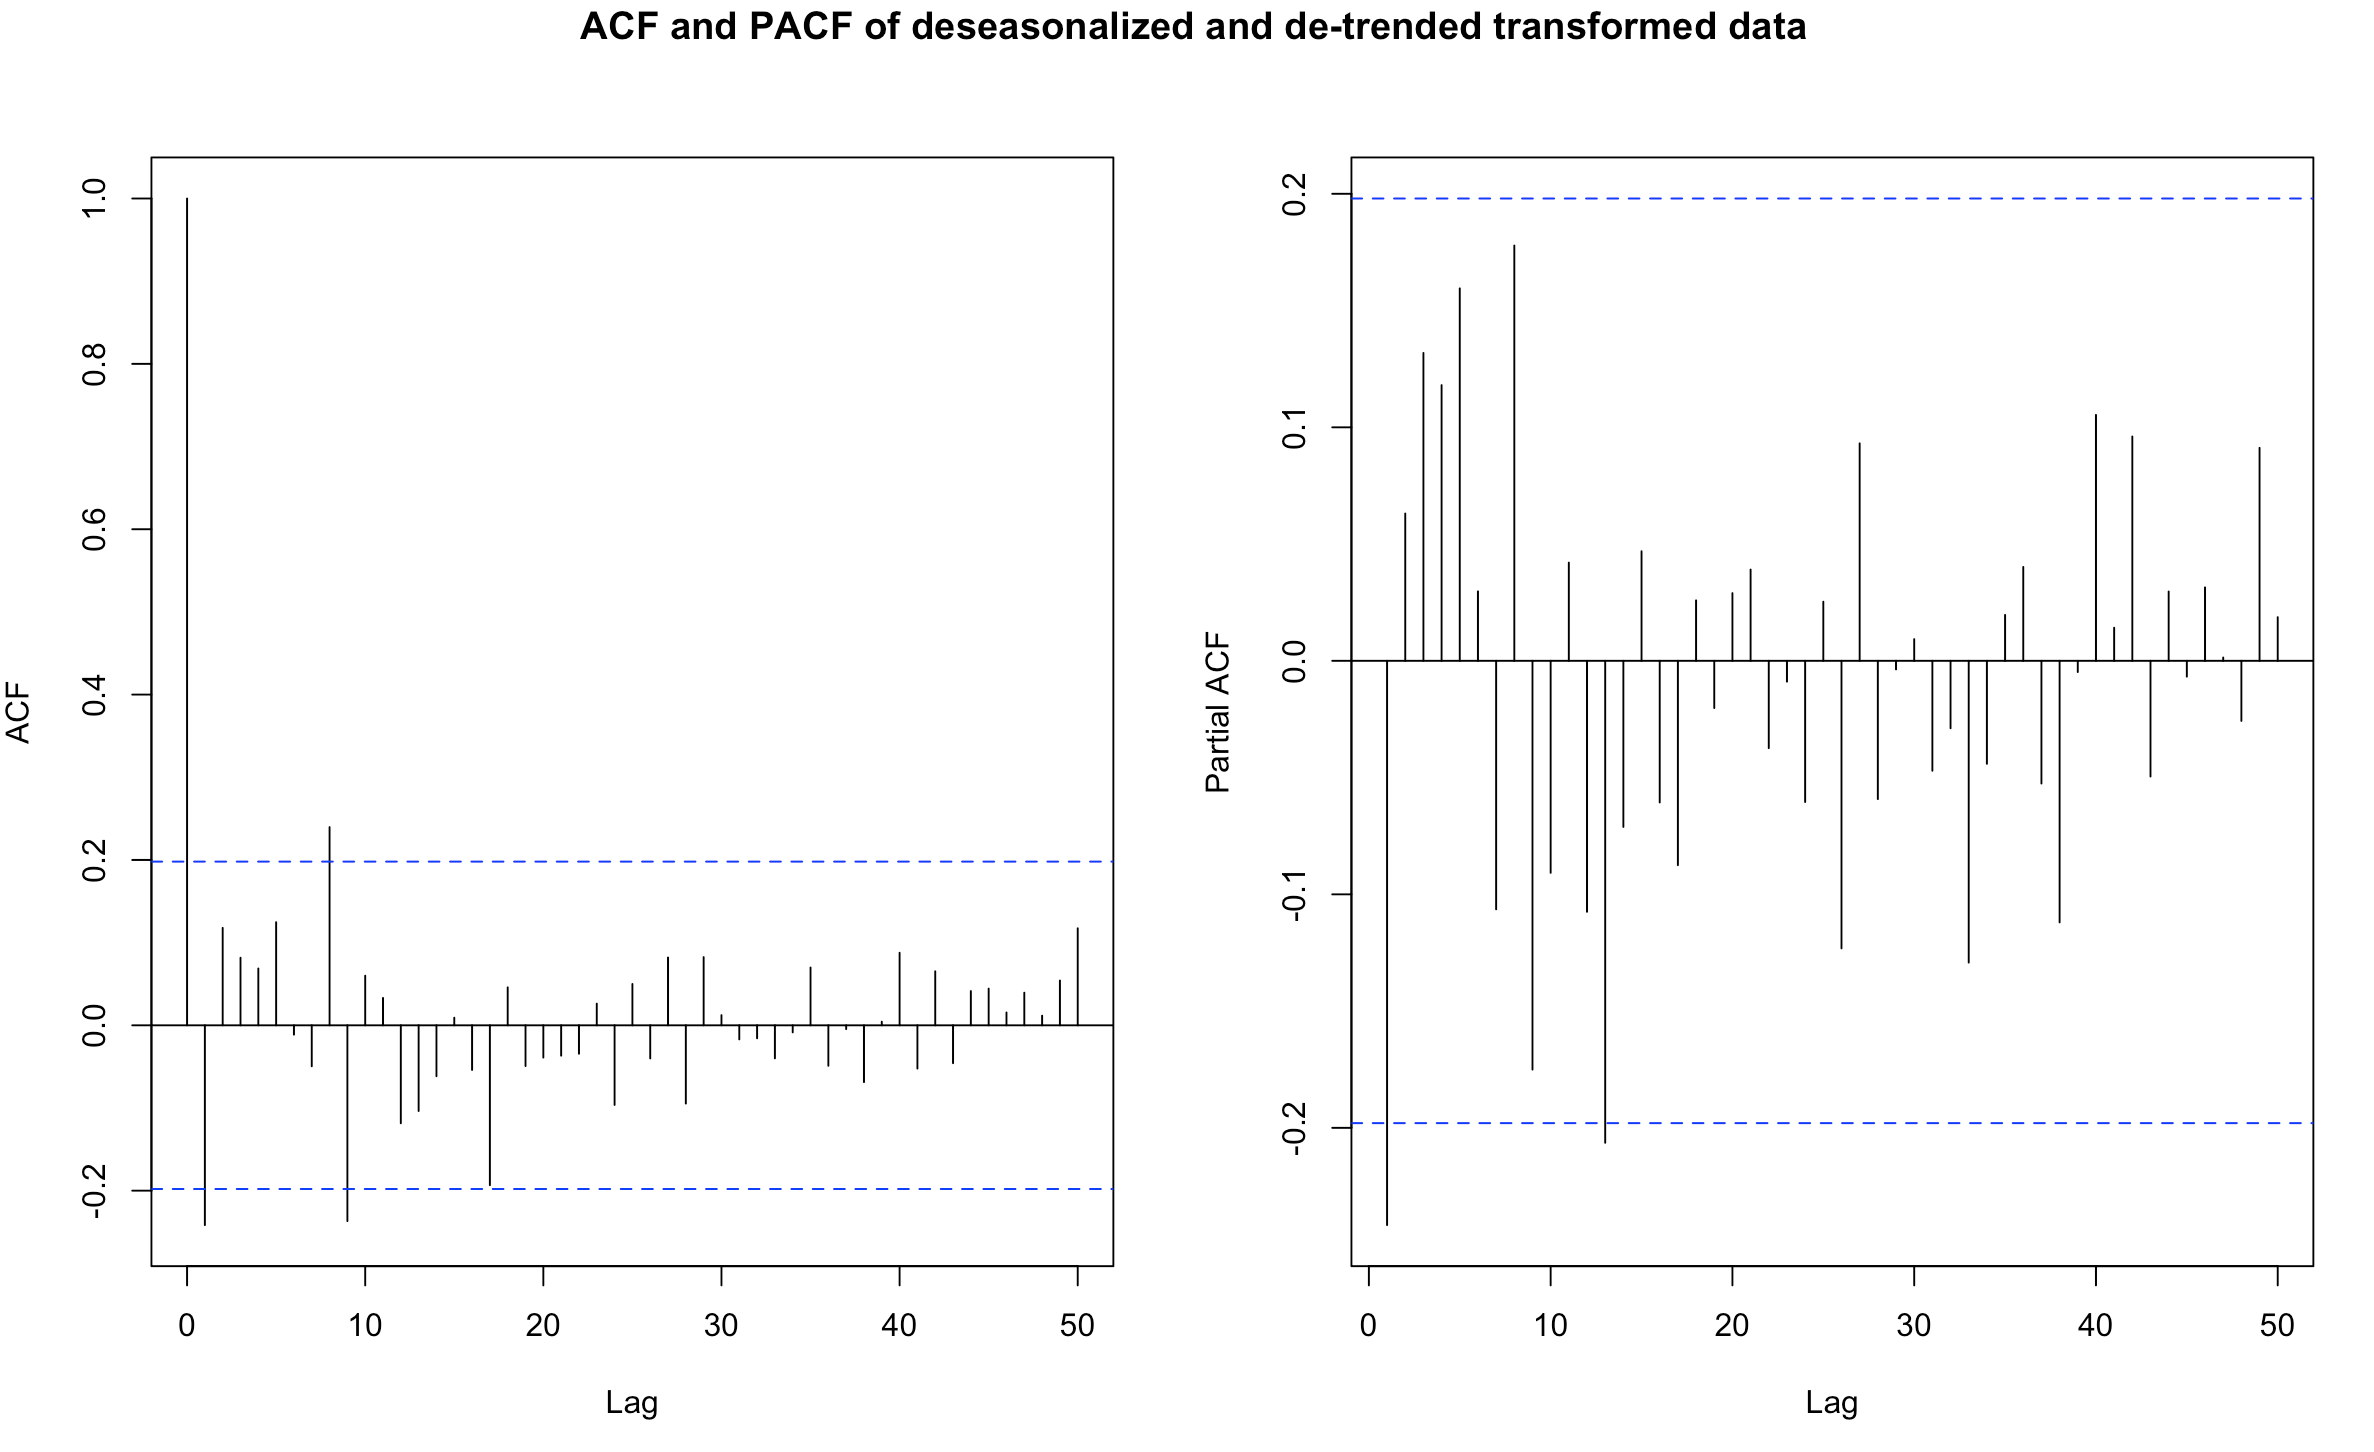 ACF and PACF of deseasonalized and de-trended transformed data
ACF
1.0
0.8
0.6
0.4
0.2
0.0
-0.2
0 10 20 30 40 50
Lag
Partial ACF
0.2
0.1
0.0
-0.1
-0.2
0 10 20 30 40 50
Lag